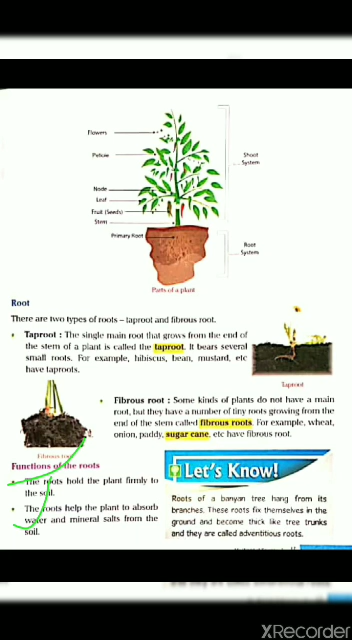 Flowers
Petiole
Node
Leaf
Fruit (Seeds)
Stem
Primary Root
Shoot
System
Root
System
Parts of a plant
Root
There are two types of roots – taproot and fibrous root.
• Taproot : The single main root that grows from the end of
the stem of a plant is called the taproot. It bears several
small roots. For example, hibiscus, bean, mustard, etc
have taproots.
Taproot
• Fibrous root : Some kinds of plants do not have a main
root, but they have a number of tiny roots growing from the
end of the stem called fibrous roots. For example, wheat,
onion, paddy, sugar cane, etc have fibrous root.
Fibrous root
Functions of the roots
• The roots hold the plant firmly to
the soil.
• The roots help the plant to absorb
water and mineral salts from the
soil.
Let's Know!
Roots of a banyan tree hang from its
branches. These roots fix themselves in the
ground and become thick like tree trunks
and they are called adventitious roots.
XRecorder